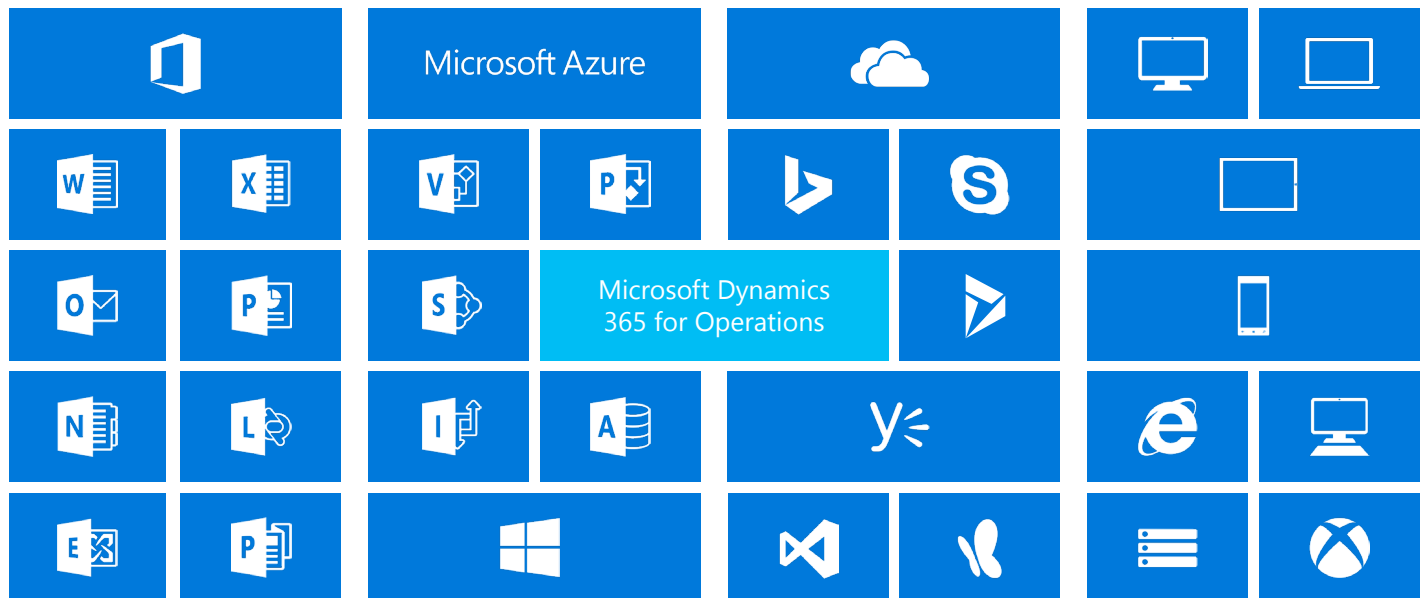 Microsoft Azure
W
X
V
P
S
O
P
S
Microsoft Dynamics
365 for Operations
N
L
I
A
y
e
E
P